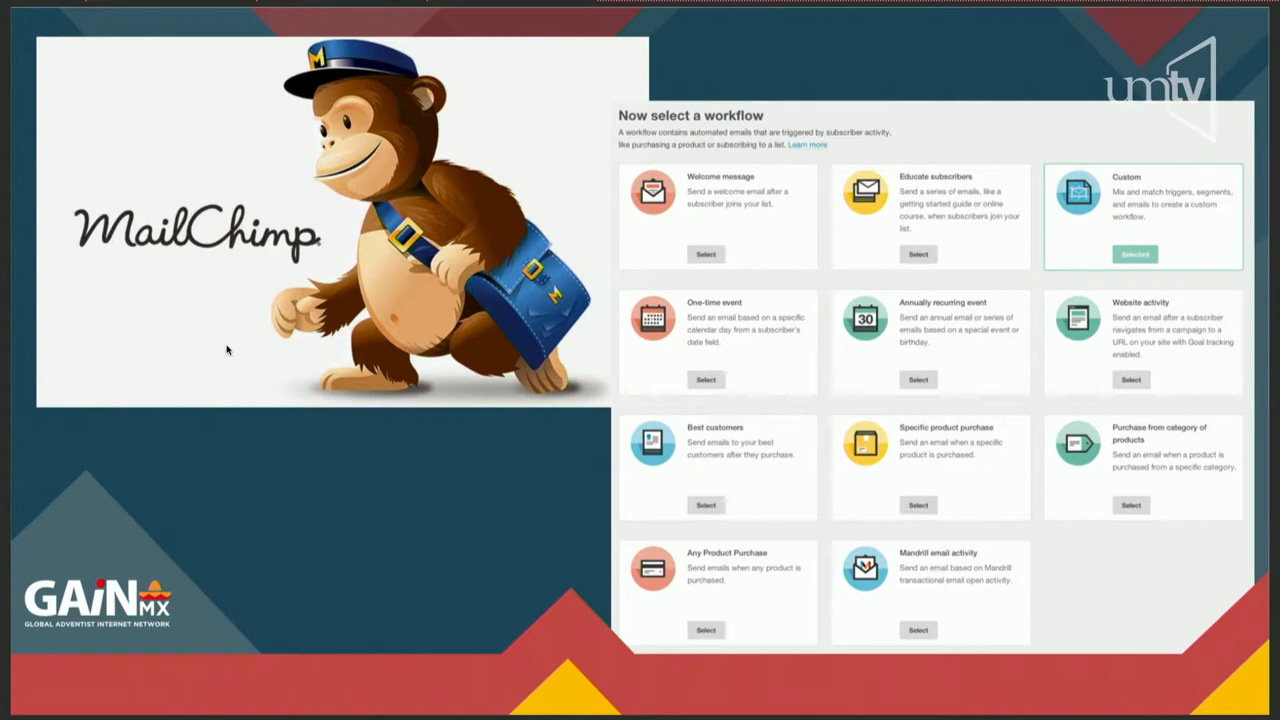 M
MailChimp
M
umtv
Now select a workflow
A workflow contains automated emails that are triggered by subscriber activity,
like purchasing a product or subscribing to a list. Learn more
Welcome message
Send a welcome email after a
subscriber joins your list.
Select
Educate subscribers
Send a series of emails, like a
getting started guide or online
course, when subscribers join your
list.
Select
Custom
Mix and match triggers, segments,
and emails to create a custom
workflow.
Selected
One-time event
Send an email based on a specific
calendar day from a subscriber's
date field.
Select
30
Annually recurring event
Send an annual email or series of
emails based on a special event or
birthday.
Select
Website activity
Send an email after a subscriber
navigates from a campaign to a
URL on your site with Goal tracking
enabled.
Select
Best customers
Send emails to your best
customers after they purchase.
Select
Specific product purchase
Send an email when a specific
product is purchased.
Select
Purchase from category of
products
Send an email when a product is
purchased from a specific category.
Select
Any Product Purchase
Send emails when any product is
purchased.
Select
Mandrill email activity
Send an email based on Mandrill
transactional email open activity.
Select
GAiN MX
GLOBAL ADVENTIST INTERNET NETWORK